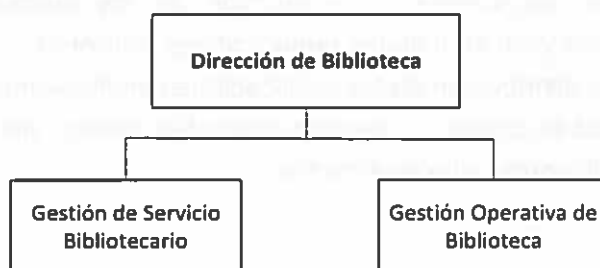 Dirección de Biblioteca
Gestión de Servicio
Bibliotecario
Gestión Operativa de
Biblioteca